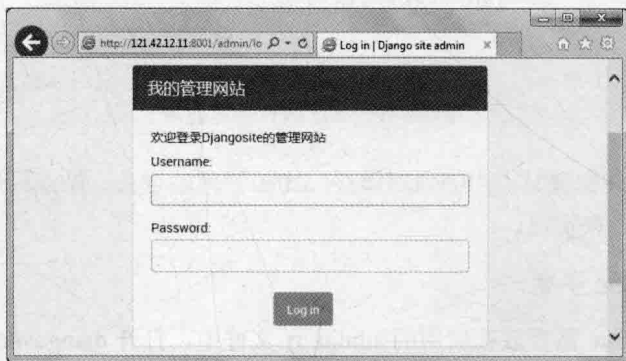 http://121.42.12.11:8001/admin/lo
Log in | Django site admin
我的管理网站
欢迎登录Djangosite的管理网站
Username:
Password:
Log in